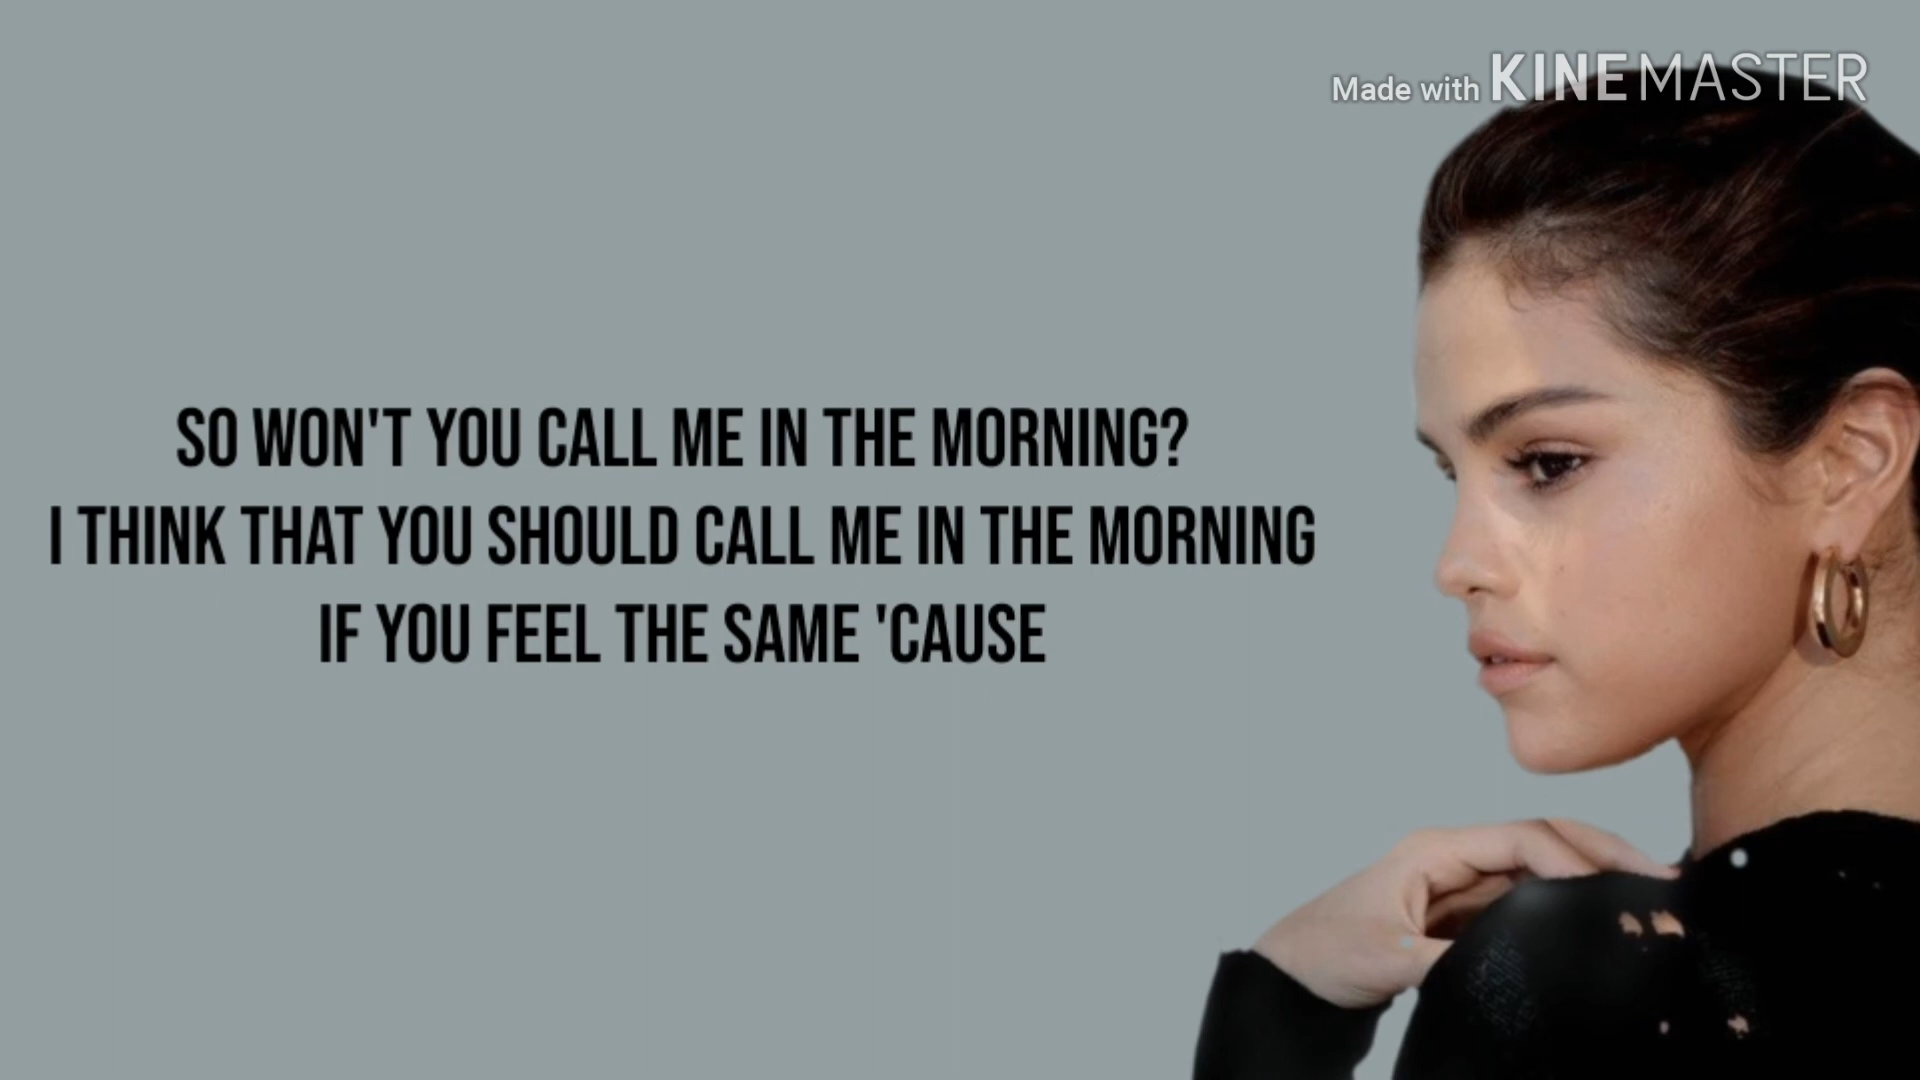 Made with KINEMASTER
SO WON'T YOU CALL ME IN THE MORNING?
I THINK THAT YOU SHOULD CALL ME IN THE MORNING
IF YOU FEEL THE SAME 'CAUSE